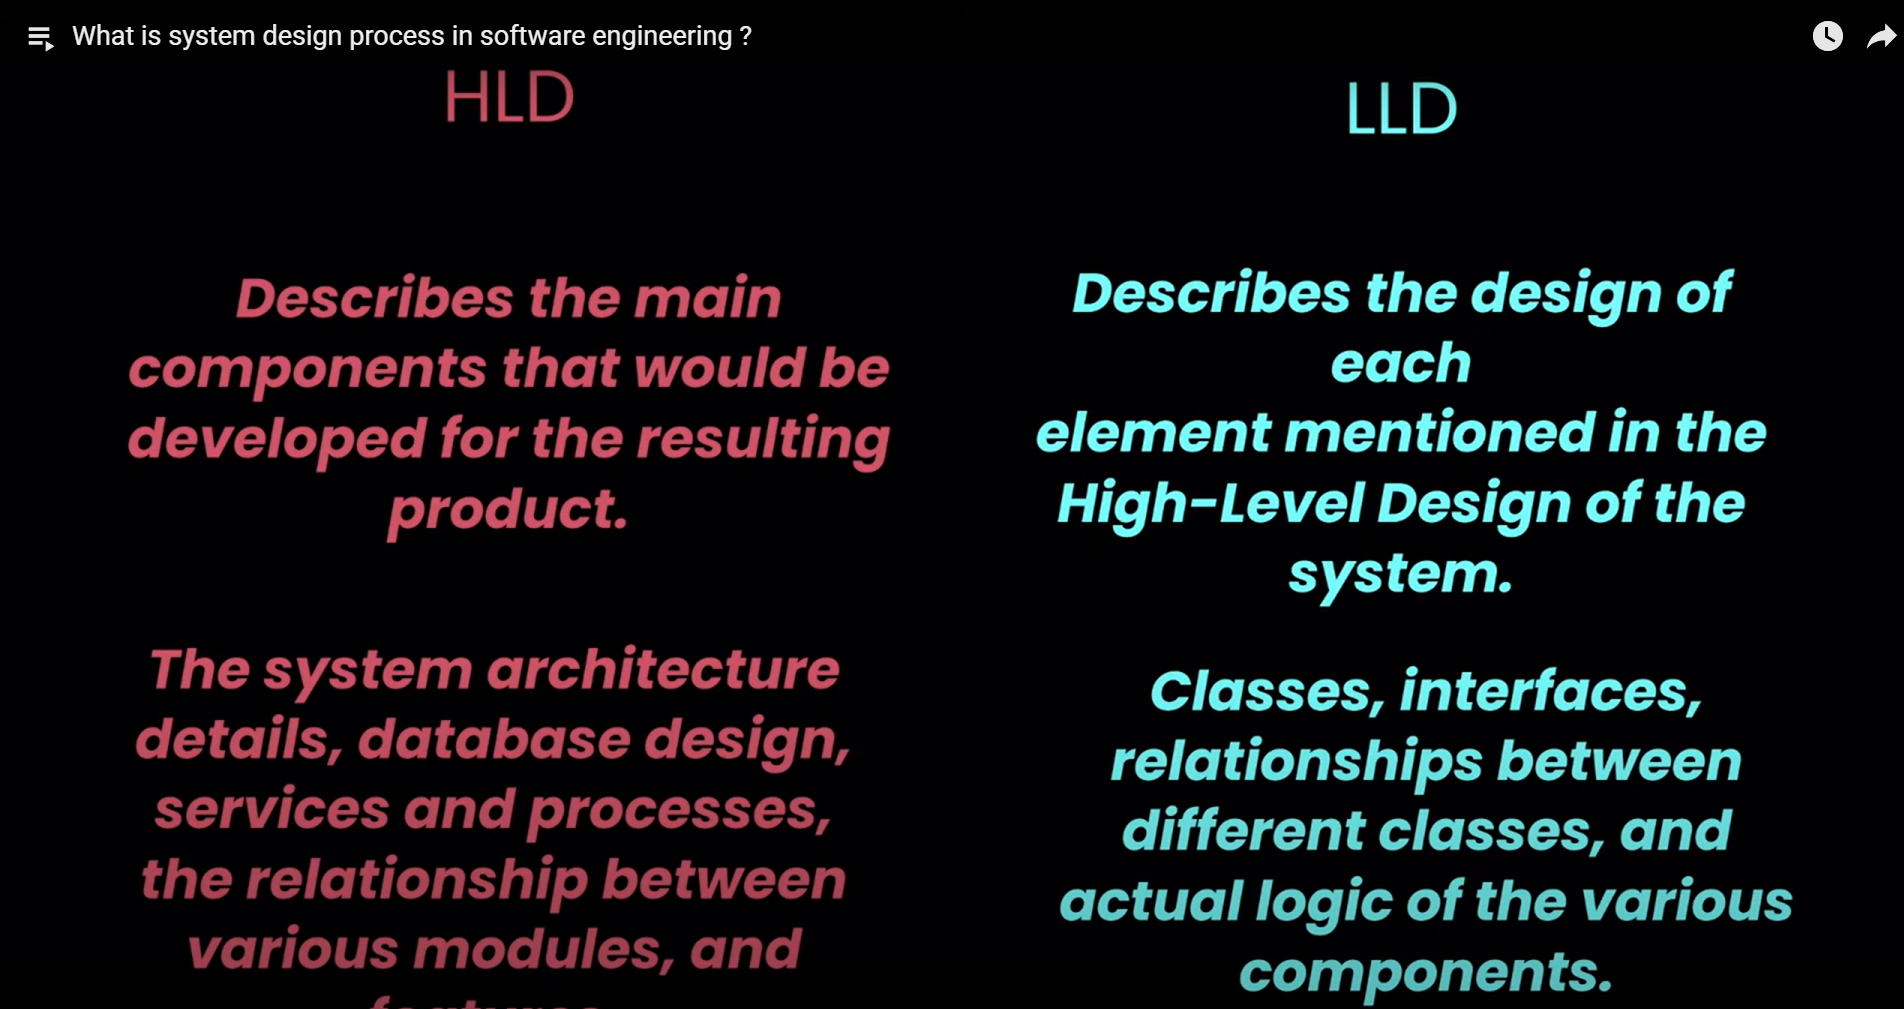 What is system design process in software engineering ?
HLD
Describes the main
components that would be
developed for the resulting
product.
The system architecture
details, database design,
services and processes,
the relationship between
various modules, and
features
LLD
Describes the design of
each
element mentioned in the
High-Level Design of the
system.
Classes, interfaces,
relationships between
different classes, and
actual logic of the various
components.